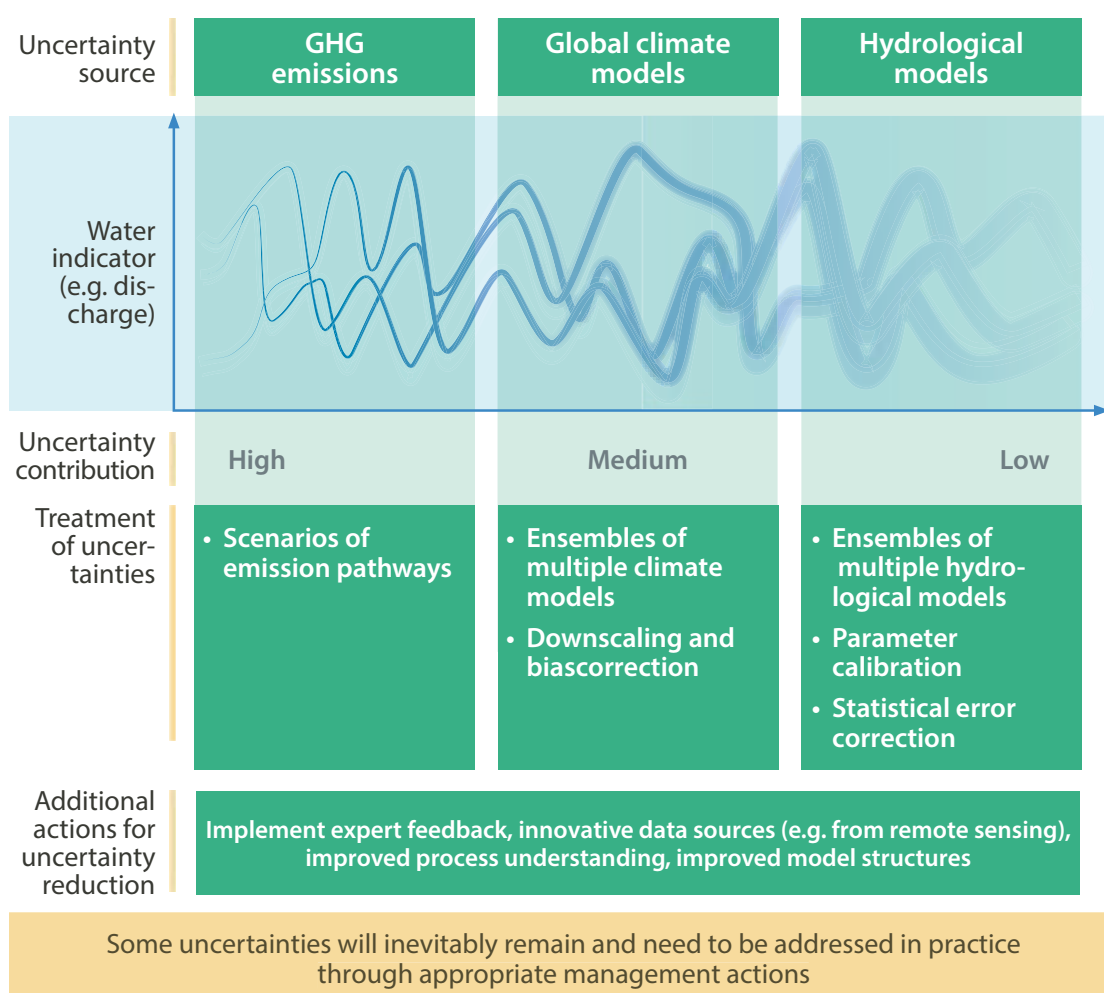 Uncertainty
source
GHG
emissions
Global climate
models
Hydrological
models
Water
indicator
(e.g. dis-
charge)
Uncertainty
contribution
High
Medium
Low
Treatment
of uncer-
tainties
• Scenarios of
emission pathways
• Ensembles of
multiple climate
models
• Downscaling and
biascorrection
• Ensembles of
multiple hydro-
logical models
• Parameter
calibration
• Statistical error
correction
Additional
actions for
uncertainty
reduction
Implement expert feedback, innovative data sources (e.g. from remote sensing),
improved process understanding, improved model structures
Some uncertainties will inevitably remain and need to be addressed in practice
through appropriate management actions